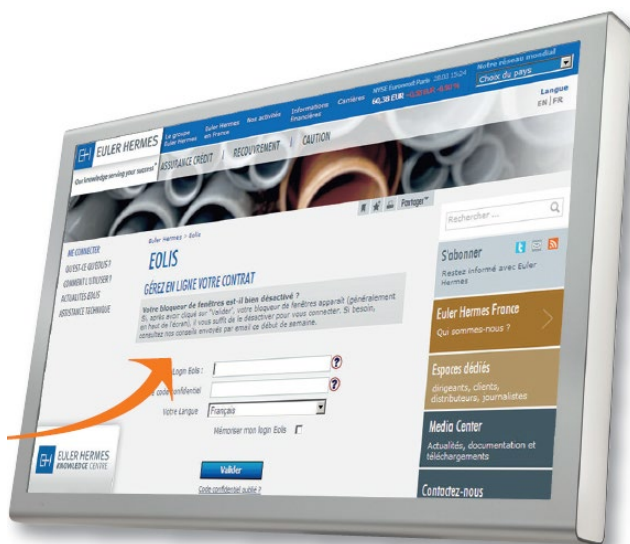 EULER HERMES
Our knowledge serving your success
Le groupe
Euler Hermes
Euler Hermes
en France
Nos activités
Informations
financières
Carrières
NYSE Euronext Paris
60,38 EUR
Notre réseau mondial
Choix du pays
Langue
EN | FR
ASSURANCE CRÉDIT | RECOUVREMENT | CAUTION
Partager
Rechercher ...
ME CONNECTER
QU'EST-CE QU'EOLIS ?
COMMENT L'UTILISER ?
ACTUALITES EOLIS
ASSISTANCE TECHNIQUE
Euler Hermes > Eolis
EOLIS
GÉREZ EN LIGNE VOTRE CONTRAT
Votre bloqueur de fenêtres est-il bien désactivé ?
Si, après avoir cliqué sur "Valider", votre bloqueur de fenêtres apparaît (généralement
en haut de l'écran), il vous suffit de le désactiver pour vous connecter. Si besoin,
consultez nos conseils envoyés par email ce début de semaine.
Login Eolis :
code confidentiel
Votre Langue
Français
Mémoriser mon login Eolis
Valider
Code confidentiel oublié ?
S'abonner
Restez informé avec Euler
Hermes
Euler Hermes France
Qui sommes-nous ?
Espaces dédiés
dirigeants, clients,
distributeurs, journalistes
Media Center
Actualités, documentation et
téléchargements
Contactez-nous
EULER HERMES
KNOWLEDGE CENTRE